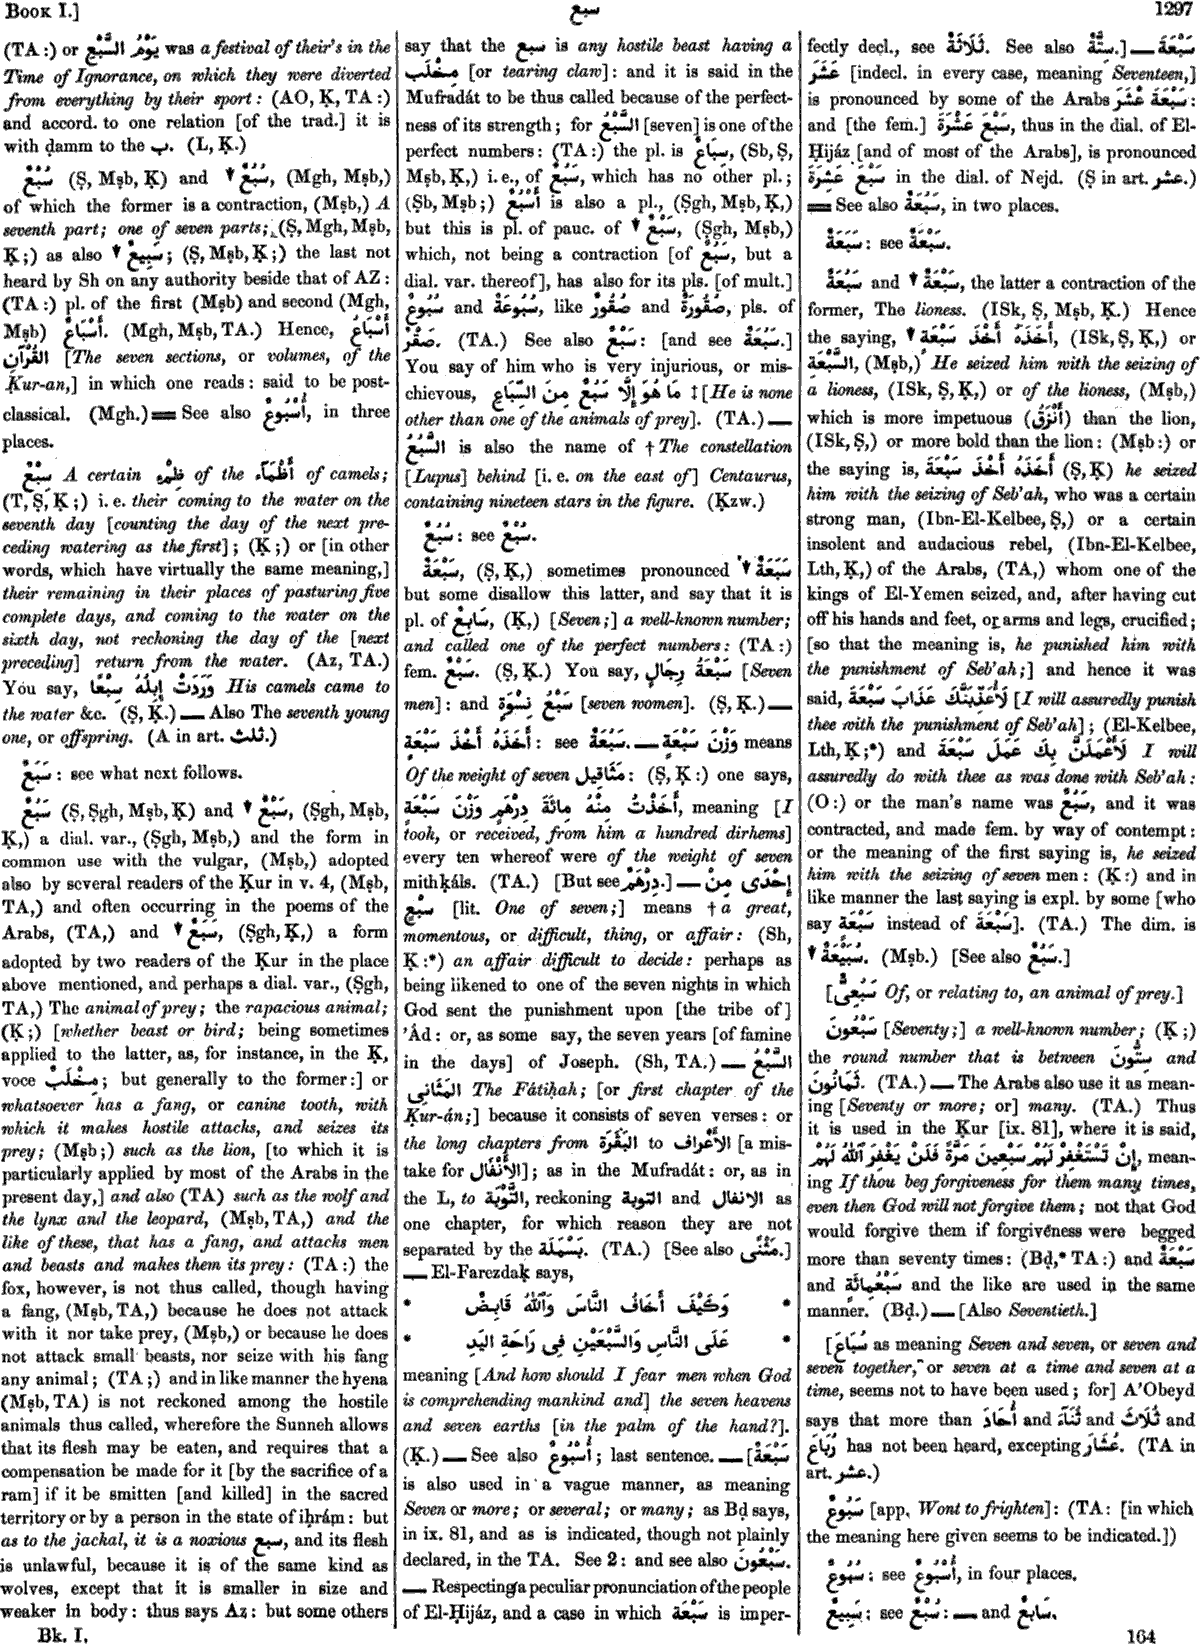 BOOK I.]
سبع
1297
(TA:) or يَوْمُ السَّبُعِ was a festival of their's in the
Time of Ignorance, on which they were diverted
from everything by their sport: (AO, Ḳ, TA:)
and accord. to one relation [of the trad.] it is
with ḍamm to the ب. (L, Ḳ.)
سُبْعٌ (Ṣ, Mṣb, Ḳ) and ↓ سُبُعٌ, (Mgh, Mṣb,)
of which the former is a contraction, (Mṣb,) A
seventh part; one of seven parts; (Ṣ, Mgh, Mṣb,
Ḳ;) as also ↓ سَبِيعٌ; (Ṣ, Mṣb, Ḳ;) the last not
heard by Sh on any authority beside that of AZ:
(TA:) pl. of the first (Mṣb) and second (Mgh,
Mṣb) أَسْبَاعٌ. (Mgh, Mṣb, TA.) Hence, أَسْبَاعُ
القُرْآنِ [The seven sections, or volumes, of the
Ḳur-an,] in which one reads: said to be post-
classical. (Mgh.) ═ See also أُسْبُوعٌ, in three
places.
سِبْعٌ A certain ظِمْء of the أَظْمَآء of camels;
(T, Ṣ, Ḳ;) i. e. their coming to the water on the
seventh day [counting the day of the next pre-
ceding watering as the first]; (Ḳ;) or [in other
words, which have virtually the same meaning,]
their remaining in their places of pasturing five
complete days, and coming to the water on the
sixth day, not reckoning the day of the [next
preceding] return from the water. (Az, TA.)
You say, وَرَدَتْ إِبِلُهُ سِبْعًا His camels came to
the water &c. (Ṣ, Ḳ.) — Also The seventh young
one, or offspring. (A in art. ثلث.)
سَبْعٌ: see what next follows.
سَبُعٌ (Ṣ, Ṣgh, Mṣb, Ḳ) and ↓ سَبْعٌ, (Ṣgh, Mṣb,
Ḳ,) a dial. var., (Ṣgh, Mṣb,) and the form in
common use with the vulgar, (Mṣb,) adopted
also by several readers of the Ḳur in v. 4, (Mṣb,
TA,) and often occurring in the poems of the
Arabs, (TA,) and ↓ سَبَعٌ, (Ṣgh, Ḳ,) a form
adopted by two readers of the Ḳur in the place
above mentioned, and perhaps a dial. var., (Ṣgh,
TA,) The animal of prey; the rapacious animal;
(Ḳ;) [whether beast or bird; being sometimes
applied to the latter, as, for instance, in the Ḳ,
voce مِخْلَبٌ; but generally to the former:] or
whatsoever has a fang, or canine tooth, with
which it makes hostile attacks, and seizes its
prey; (Mṣb;) such as the lion, [to which it is
particularly applied by most of the Arabs in the
present day,] and also (TA) such as the wolf and
the lynx and the leopard, (Mṣb, TA,) and the
like of these, that has a fang, and attacks men
and beasts and makes them its prey: (TA:) the
fox, however, is not thus called, though having
a fang, (Mṣb, TA,) because he does not attack
with it nor take prey, (Mṣb,) or because he does
not attack small beasts, nor seize with his fang
any animal; (TA;) and in like manner the hyena
(Mṣb, TA) is not reckoned among the hostile
animals thus called, wherefore the Sunneh allows
that its flesh may be eaten, and requires that a
compensation be made for it [by the sacrifice of a
ram] if it be smitten [and killed] in the sacred
territory or by a person in the state of iḥrám: but
as to the jackal, it is a noxious سبع, and its flesh
is unlawful, because it is of the same kind as
wolves, except that it is smaller in size and
weaker in body: thus says Az: but some others
Bk. I.
say that the سبع is any hostile beast having a
مِخْلَب [or tearing claw]: and it is said in the
Mufradát to be thus called because of the perfect-
ness of its strength; for السَّبْعُ [seven] is one of the
perfect numbers: (TA:) the pl. is سِبَاعٌ, (Sb, Ṣ,
Mṣb, Ḳ,) i. e., of سَبُعٌ, which has no other pl.;
(Sb, Mṣb;) أَسْبُعٌ is also a pl., (Ṣgh, Mṣb, Ḳ,)
but this is pl. of pauc. of ↓ سَبْعٌ, (Ṣgh, Mṣb,)
which, not being a contraction [of سَبُعٌ, but a
dial. var. thereof], has also for its pls. [of mult.]
سُبُوعٌ and سُبُوعَةٌ, like صُقُورٌ and صُقُورَةٌ, pls. of
صَقْرٌ. (TA.) See also سَبْعٌ: [and see سَبُعَةٌ.]
You say of him who is very injurious, or mis-
chievous, مَا هُوَ إِلَّا سَبُعٌ مِنَ السِّبَاعِ ‡ [He is none
other than one of the animals of prey]. (TA.) —
السَّبُعُ is also the name of † The constellation
[Lupus] behind [i. e. on the east of] Centaurus,
containing nineteen stars in the figure. (Ḳzw.)
سُبُعٌ: see سُبْعٌ.
سَبْعَةٌ, (Ṣ, Ḳ,) sometimes pronounced ↓ سَبَعَةٌ
but some disallow this latter, and say that it is
pl. of سَابِعٌ, (Ḳ,) [Seven;] a well-known number;
and called one of the perfect numbers: (TA:)
fem. سَبْعٌ. (Ṣ, Ḳ.) You say, سَبْعَةُ رِجَالٍ [Seven
men]: and سَبْعُ نِسْوَةٍ [seven women]. (Ṣ, Ḳ.) —
أَخَذَهُ أَخْذَ سَبْعَةٍ: see سَبُعَةٌ. — وَزْنَ سَبْعَةٍ means
Of the weight of seven مَثَاقِيل: (Ṣ, Ḳ:) one says,
أَخَذْتُ مِنْهُ مِائَةَ دِرْهَمٍ وَزْنَ سَبْعَةٍ, meaning [I
took, or received, from him a hundred dirhems]
every ten whereof were of the weight of seven
mithḳáls. (TA.) [But see دِرْهَمٌ.] — إِحْدَى مِنْ
سَبْعٍ [lit. One of seven;] means † a great,
momentous, or difficult, thing, or affair: (Sh,
Ḳ:*) an affair difficult to decide: perhaps as
being likened to one of the seven nights in which
God sent the punishment upon [the tribe of]
'Ád: or, as some say, the seven years [of famine
in the days] of Joseph. (Sh, TA.) — السَّبْعُ
المَثَانِي The Fátiḥah; [or first chapter of the
Ḳur-án;] because it consists of seven verses: or
the long chapters from البَقَرَة to الأَعْرَاف [a mis-
take for الأَنْفَال]; as in the Mufradát: or, as in
the L, to التَّوْبَة, reckoning التوبة and الانفال as
one chapter, for which reason they are not
separated by the بَسْمَلَة. (TA.) [See also مَثْنًى.]
— El-Farezdaḳ says,
* وَكَيْفَ أَخَافُ النَّاسَ وَٱللّٰهُ قَابِضٌ *
* عَلَى النَّاسِ وَالسَّبْعَيْنِ فِى رَاحَةِ اليَدِ *
meaning [And how should I fear men when God
is comprehending mankind and] the seven heavens
and seven earths [in the palm of the hand?].
(Ḳ.) — See also أُسْبُوعٌ; last sentence. — [سَبْعَةٌ
is also used in a vague manner, as meaning
Seven or more; or several; or many; as Bḍ says,
in ix. 81, and as is indicated, though not plainly
declared, in the TA. See 2: and see also سَبْعُونَ.
— Respecting a peculiar pronunciation of the people
of El-Ḥijáz, and a case in which سَبْعَة is imper-
fectly decl., see ثَلَاثَةٌ. See also سِتَّةٌ.] — سَبْعَةَ
عَشَرَ [indecl. in every case, meaning Seventeen,]
is pronounced by some of the Arabs سَبْعَةَ عْشَرَ:
and [the fem.] سَبْعَ عَشْرَةَ, thus in the dial. of El-
Ḥijáz [and of most of the Arabs], is pronounced
سَبْعَ عَشِرَةَ in the dial. of Nejd. (Ṣ in art. عشر.)
═ See also سَبُعَةٌ, in two places.
سَبَعَةٌ: see سَبْعَةٌ.
سَبُعَةٌ and ↓ سَبْعَةٌ, the latter a contraction of the
former, The lioness. (ISk, Ṣ, Mṣb, Ḳ.) Hence
the saying, ↓ أَخَذَهُ أَخْذَ سَبْعَةٍ, (ISk, Ṣ, Ḳ,) or
السَّبْعَةِ, (Mṣb,) He seized him with the seizing of
a lioness, (ISk, Ṣ, Ḳ,) or of the lioness, (Mṣb,)
which is more impetuous (أَنْزَقُ) than the lion,
(ISk, Ṣ,) or more bold than the lion: (Mṣb:) or
the saying is, أَخَذَهُ أَخْذَ سَبْعَةَ (Ṣ, Ḳ) he seized
him with the seizing of Seb'ah, who was a certain
strong man, (Ibn-El-Kelbee, Ṣ,) or a certain
insolent and audacious rebel, (Ibn-El-Kelbee,
Lth, Ḳ,) of the Arabs, (TA,) whom one of the
kings of El-Yemen seized, and, after having cut
off his hands and feet, or arms and legs, crucified;
[so that the meaning is, he punished him with
the punishment of Seb'ah;] and hence it was
said, لَأُعَذِّبَنَّكَ عَذَابَ سَبْعَةَ [I will assuredly punish
thee with the punishment of Seb'ah]; (El-Kelbee,
Lth, Ḳ;*) and لَأَعْمَلَنَّ بِكَ عَمَلَ سَبْعَةَ I will
assuredly do with thee as was done with Seb'ah:
(O:) or the man's name was سَبُعٌ, and it was
contracted, and made fem. by way of contempt:
or the meaning of the first saying is, he seized
him with the seizing of seven men: (Ḳ:) and in
like manner the last saying is expl. by some [who
say سَبْعَةٍ instead of سَبْعَةَ]. (TA.) The dim. is
↓ سُبَيْعَةٌ. (Mṣb.) [See also سَبُعٌ.]
[سَبُعِىٌّ Of, or relating to, an animal of prey.]
سَبْعُونَ [Seventy;] a well-known number; (Ḳ;)
the round number that is between سِتُّونَ and
ثَمَانُونَ. (TA.) — The Arabs also use it as mean-
ing [Seventy or more; or] many. (TA.) Thus
it is used in the Ḳur [ix. 81], where it is said,
إِنْ تَسْتَغْفِرْ لَهُمْ سَبْعِينَ مَرَّةً فَلَنْ يَغْفِرَ ٱللّٰهُ لَهُمْ, mean-
ing If thou beg forgiveness for them many times,
even then God will not forgive them; not that God
would forgive them if forgiveness were begged
more than seventy times: (Bḍ,* TA:) and سَبْعَةٌ
and سَبْعُمِائَةٍ and the like are used in the same
manner. (Bḍ.) — [Also Seventieth.]
[سُبَاعَ as meaning Seven and seven, or seven and
seven together, or seven at a time and seven at a
time, seems not to have been used; for] A'Obeyd
says that more than أُحَادَ and ثُنَآءَ and ثُلَاثَ and
رُبَاعَ has not been heard, excepting عُشَارَ. (TA in
art. عشر.)
سَبُوعٌ [app. Wont to frighten]: (TA: [in which
the meaning here given seems to be indicated.])
سُبُوعٌ: see أُسْبُوعٌ, in four places.
سَبِيعٌ: see سُبْعٌ: — and سَابِعٌ.
164